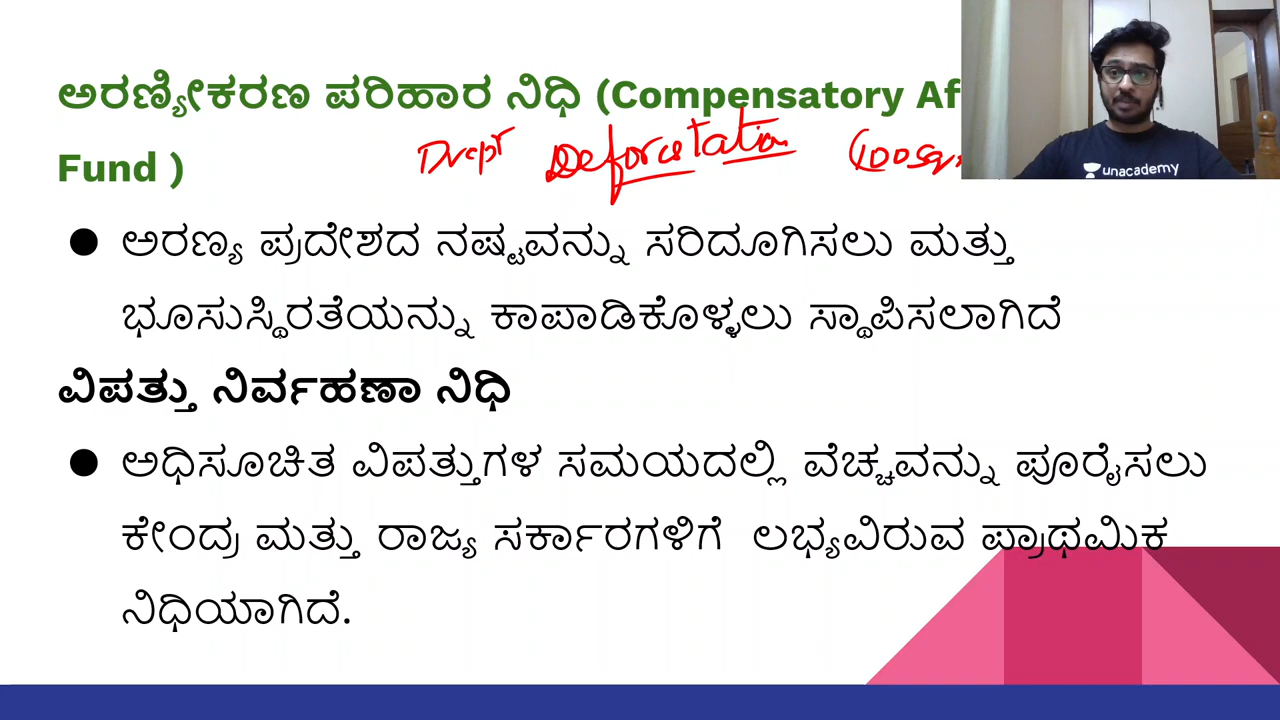 ಅರಣ್ಯೀಕರಣ ಪರಿಹಾರ ನಿಧಿ (Compensatory Af
Deforestation (100sq.
Fund )
unacademy
● ಅರಣ್ಯ ಪ್ರದೇಶದ ನಷ್ಟವನ್ನು ಸರಿದೂಗಿಸಲು ಮತ್ತು
ಭೂಸುಸ್ಥಿರತೆಯನ್ನು ಕಾಪಾಡಿಕೊಳ್ಳಲು ಸ್ಥಾಪಿಸಲಾಗಿದೆ
ವಿಪತ್ತು ನಿರ್ವಹಣಾ ನಿಧಿ
● ಅಧಿಸೂಚಿತ ವಿಪತ್ತುಗಳ ಸಮಯದಲ್ಲಿ ವೆಚ್ಚವನ್ನು ಪೂರೈಸಲು
ಕೇಂದ್ರ ಮತ್ತು ರಾಜ್ಯ ಸರ್ಕಾರಗಳಿಗೆ ಲಭ್ಯವಿರುವ ಪ್ರಾಥಮಿಕ
ನಿಧಿಯಾಗಿದೆ.